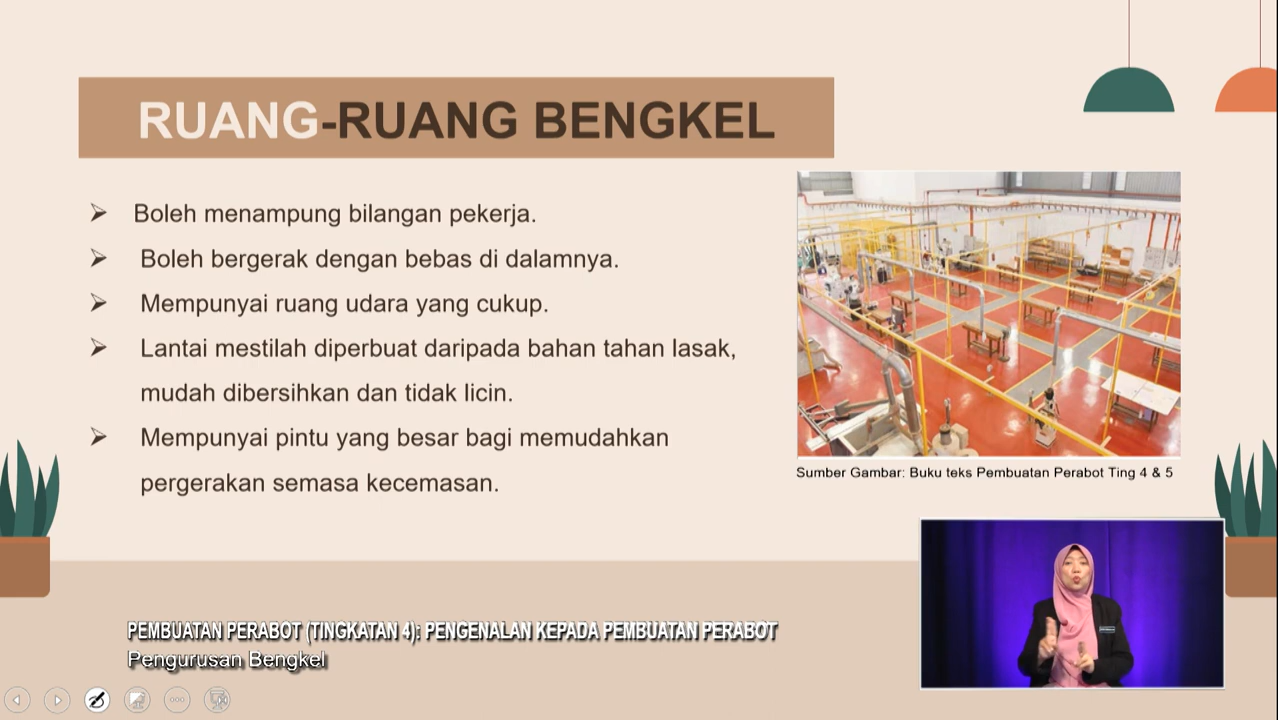 RUANG-RUANG BENGKEL
Boleh menampung bilangan pekerja.
Boleh bergerak dengan bebas di dalamnya.
Mempunyai ruang udara yang cukup.
Lantai mestilah diperbuat daripada bahan tahan lasak,
mudah dibersihkan dan tidak licin.
Mempunyai pintu yang besar bagi memudahkan
pergerakan semasa kecemasan.
Sumber Gambar: Buku teks Pembuatan Perabot Ting 4 & 5
PEMBUATAN PERABOT (TINGKATAN 4): PENGENALAN KEPADA PEMBUATAN PERABOT
Pengurusan Bengkel